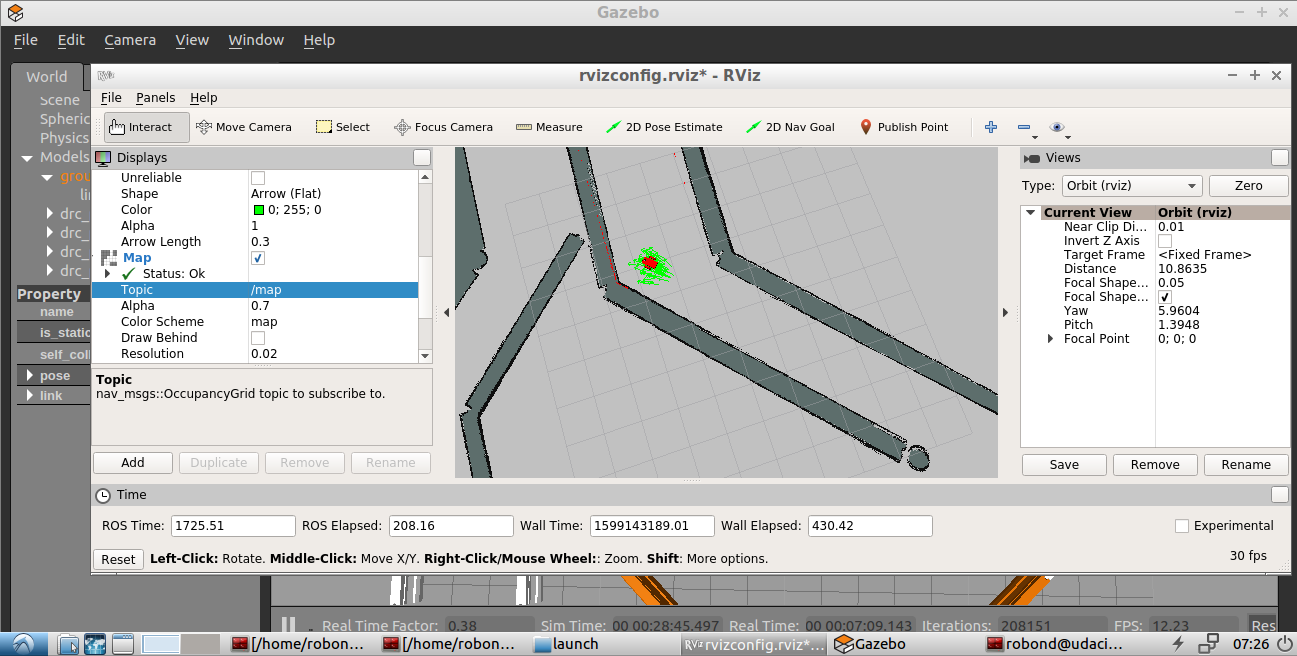 Gazebo
File Edit Camera View Window Help
World
Scene
Spheric
Physics
Models
grou
lin
drc_
drc_
drc_
drc_
Property
name
is_static
self_coll
pose
link
RViz rvizconfig.rviz* - RViz
File Panels Help
Interact Move Camera Select Focus Camera Measure 2D Pose Estimate 2D Nav Goal Publish Point
Displays
Unreliable
Shape Arrow (Flat)
Color 0; 255; 0
Alpha 1
Arrow Length 0.3
Map
Status: Ok
Topic /map
Alpha 0.7
Color Scheme map
Draw Behind
Resolution 0.02
Topic
nav_msgs::OccupancyGrid topic to subscribe to.
Add Duplicate Remove Rename
Views
Type: Orbit (rviz) Zero
Current View Orbit (rviz)
Near Clip Di... 0.01
Invert Z Axis
Target Frame <Fixed Frame>
Distance 10.8635
Focal Shape... 0.05
Focal Shape...
Yaw 5.9604
Pitch 1.3948
Focal Point 0; 0; 0
Save Remove Rename
Time
ROS Time: 1725.51 ROS Elapsed: 208.16 Wall Time: 1599143189.01 Wall Elapsed: 430.42 Experimental
Reset Left-Click: Rotate. Middle-Click: Move X/Y. Right-Click/Mouse Wheel:: Zoom. Shift: More options. 30 fps
Real Time Factor: 0.38 Sim Time: 00 00:28:45.497 Real Time: 00 00:07:09.143 Iterations: 208151 FPS: 12.23 Res
[/home/robon... [/home/robon... launch RViz rvizconfig.rviz*... Gazebo robond@udaci... 07:26